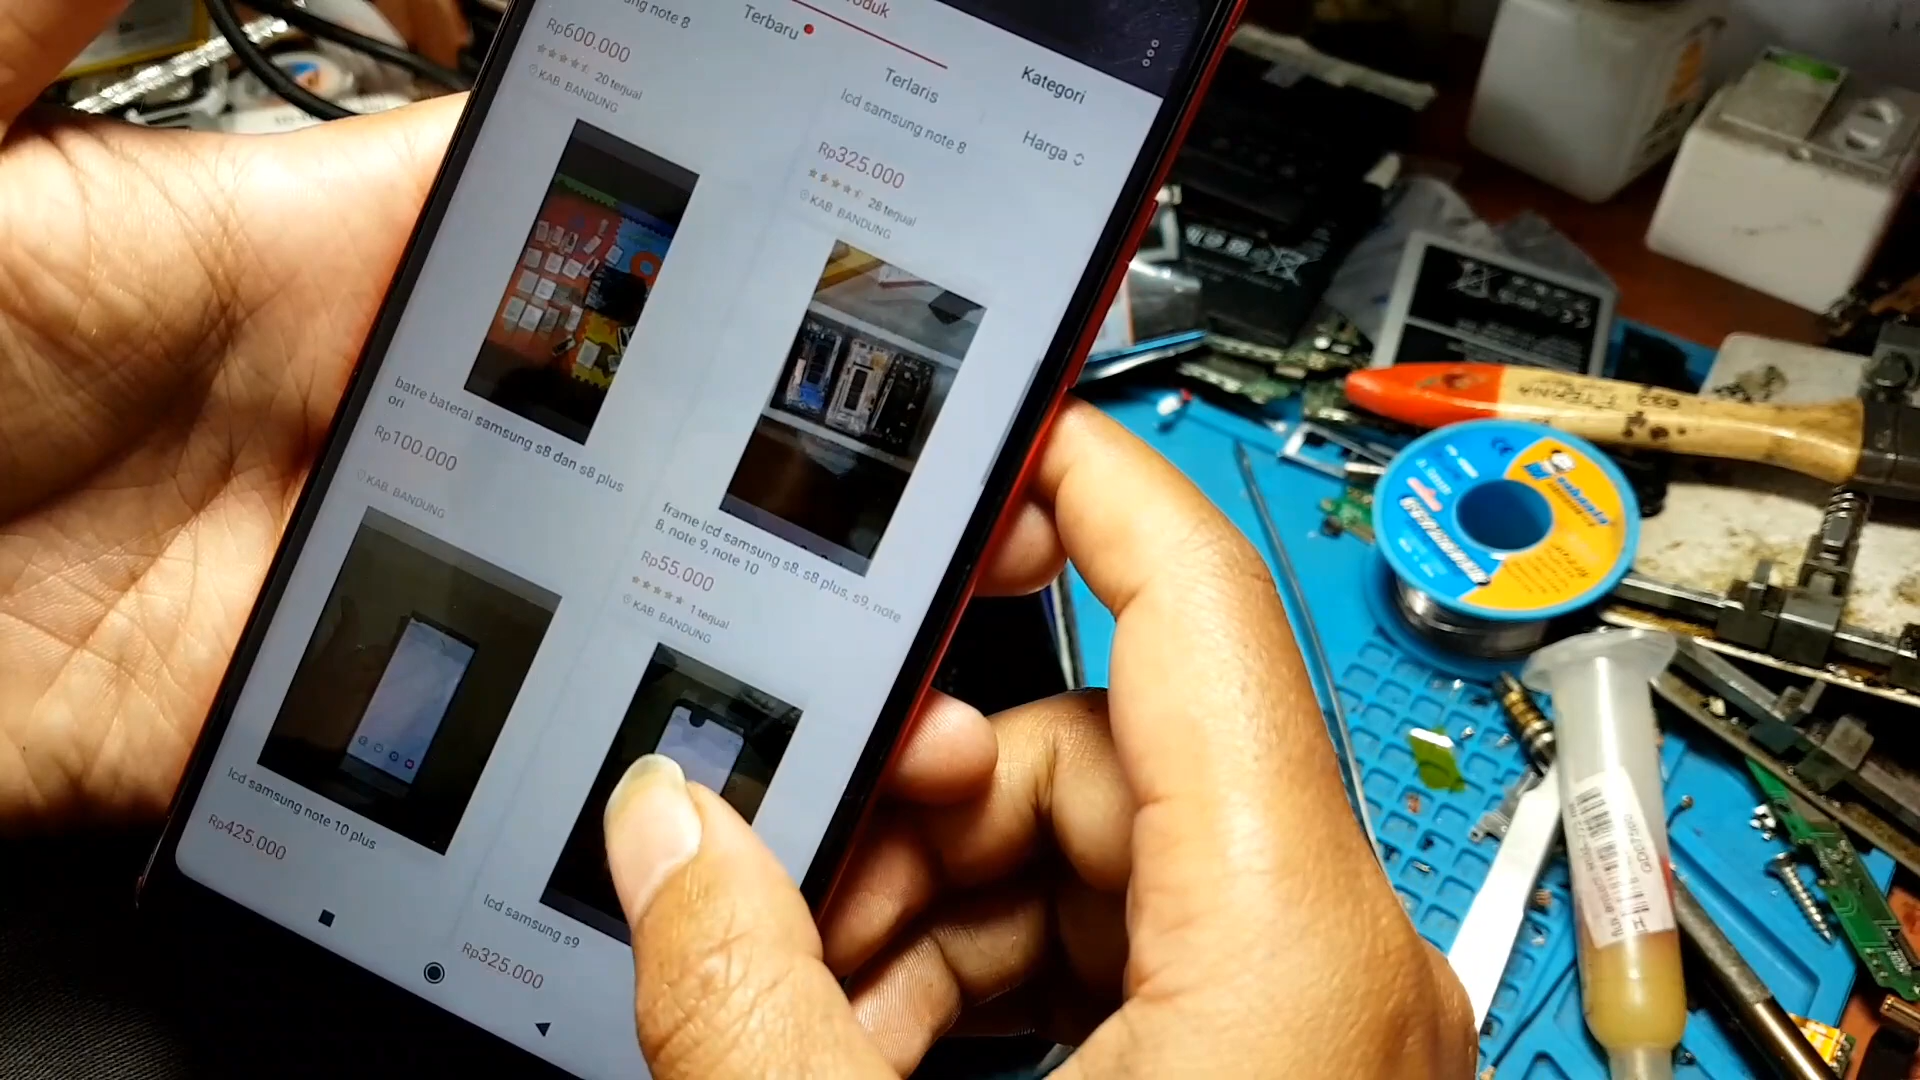 Produk
Terbaru
Terlaris
Kategori
Harga
ng note 8
Rp600.000
20 terjual
KAB. BANDUNG
lcd samsung note 8
Rp325.000
28 terjual
KAB. BANDUNG
batre baterai samsung s8 dan s8 plus
ori
Rp100.000
KAB. BANDUNG
frame lcd samsung s8, s8 plus, s9, note
8, note 9, note 10
Rp55.000
1 terjual
KAB. BANDUNG
lcd samsung note 10 plus
Rp425.000
lcd samsung s9
Rp325.000